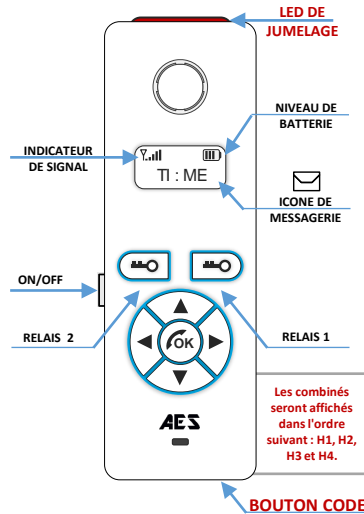 LED DE
JUMELAGE
NIVEAU DE
BATTERIE
INDICATEUR
DE SIGNAL
TI : ME
ICONE DE
MESSAGERIE
ON/OFF
RELAIS 2
RELAIS 1
OK
AES
Les combinés
seront affichés
dans l'ordre
suivant : H1, H2,
H3 et H4.
BOUTON CODE